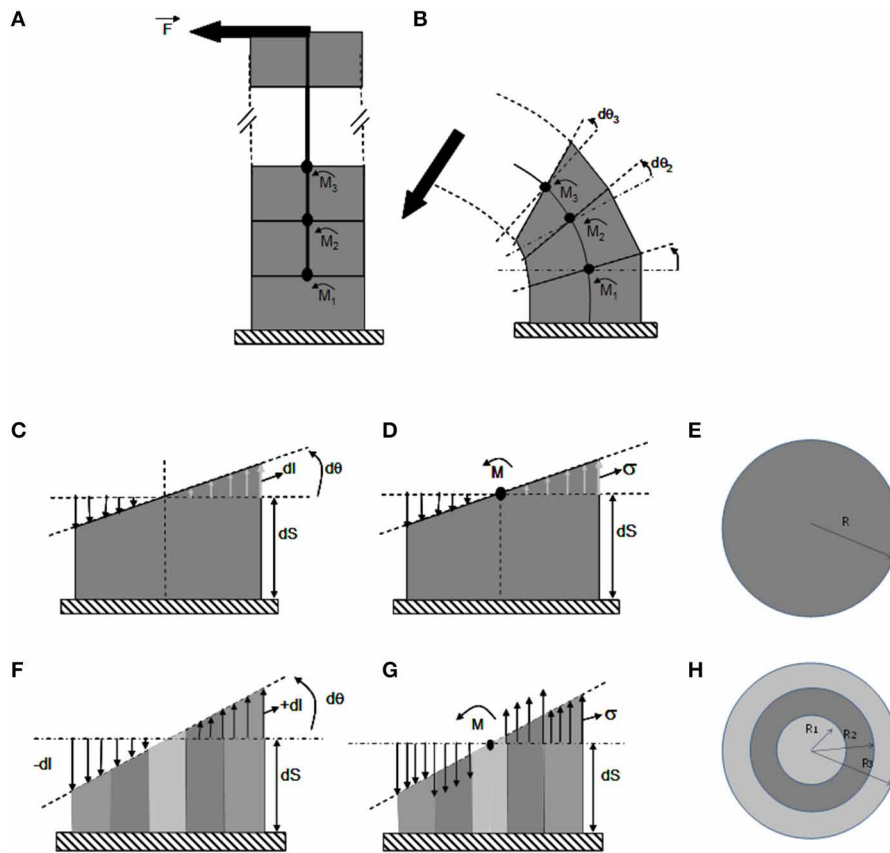 A
F
M3
M2
M1
B
dθ3
dθ2
M3
M2
M1
C
dl
dθ
dS
D
M
σ
dS
E
R
F
+dl
dθ
-dl
dS
G
M
σ
dS
H
R1
R2
R3